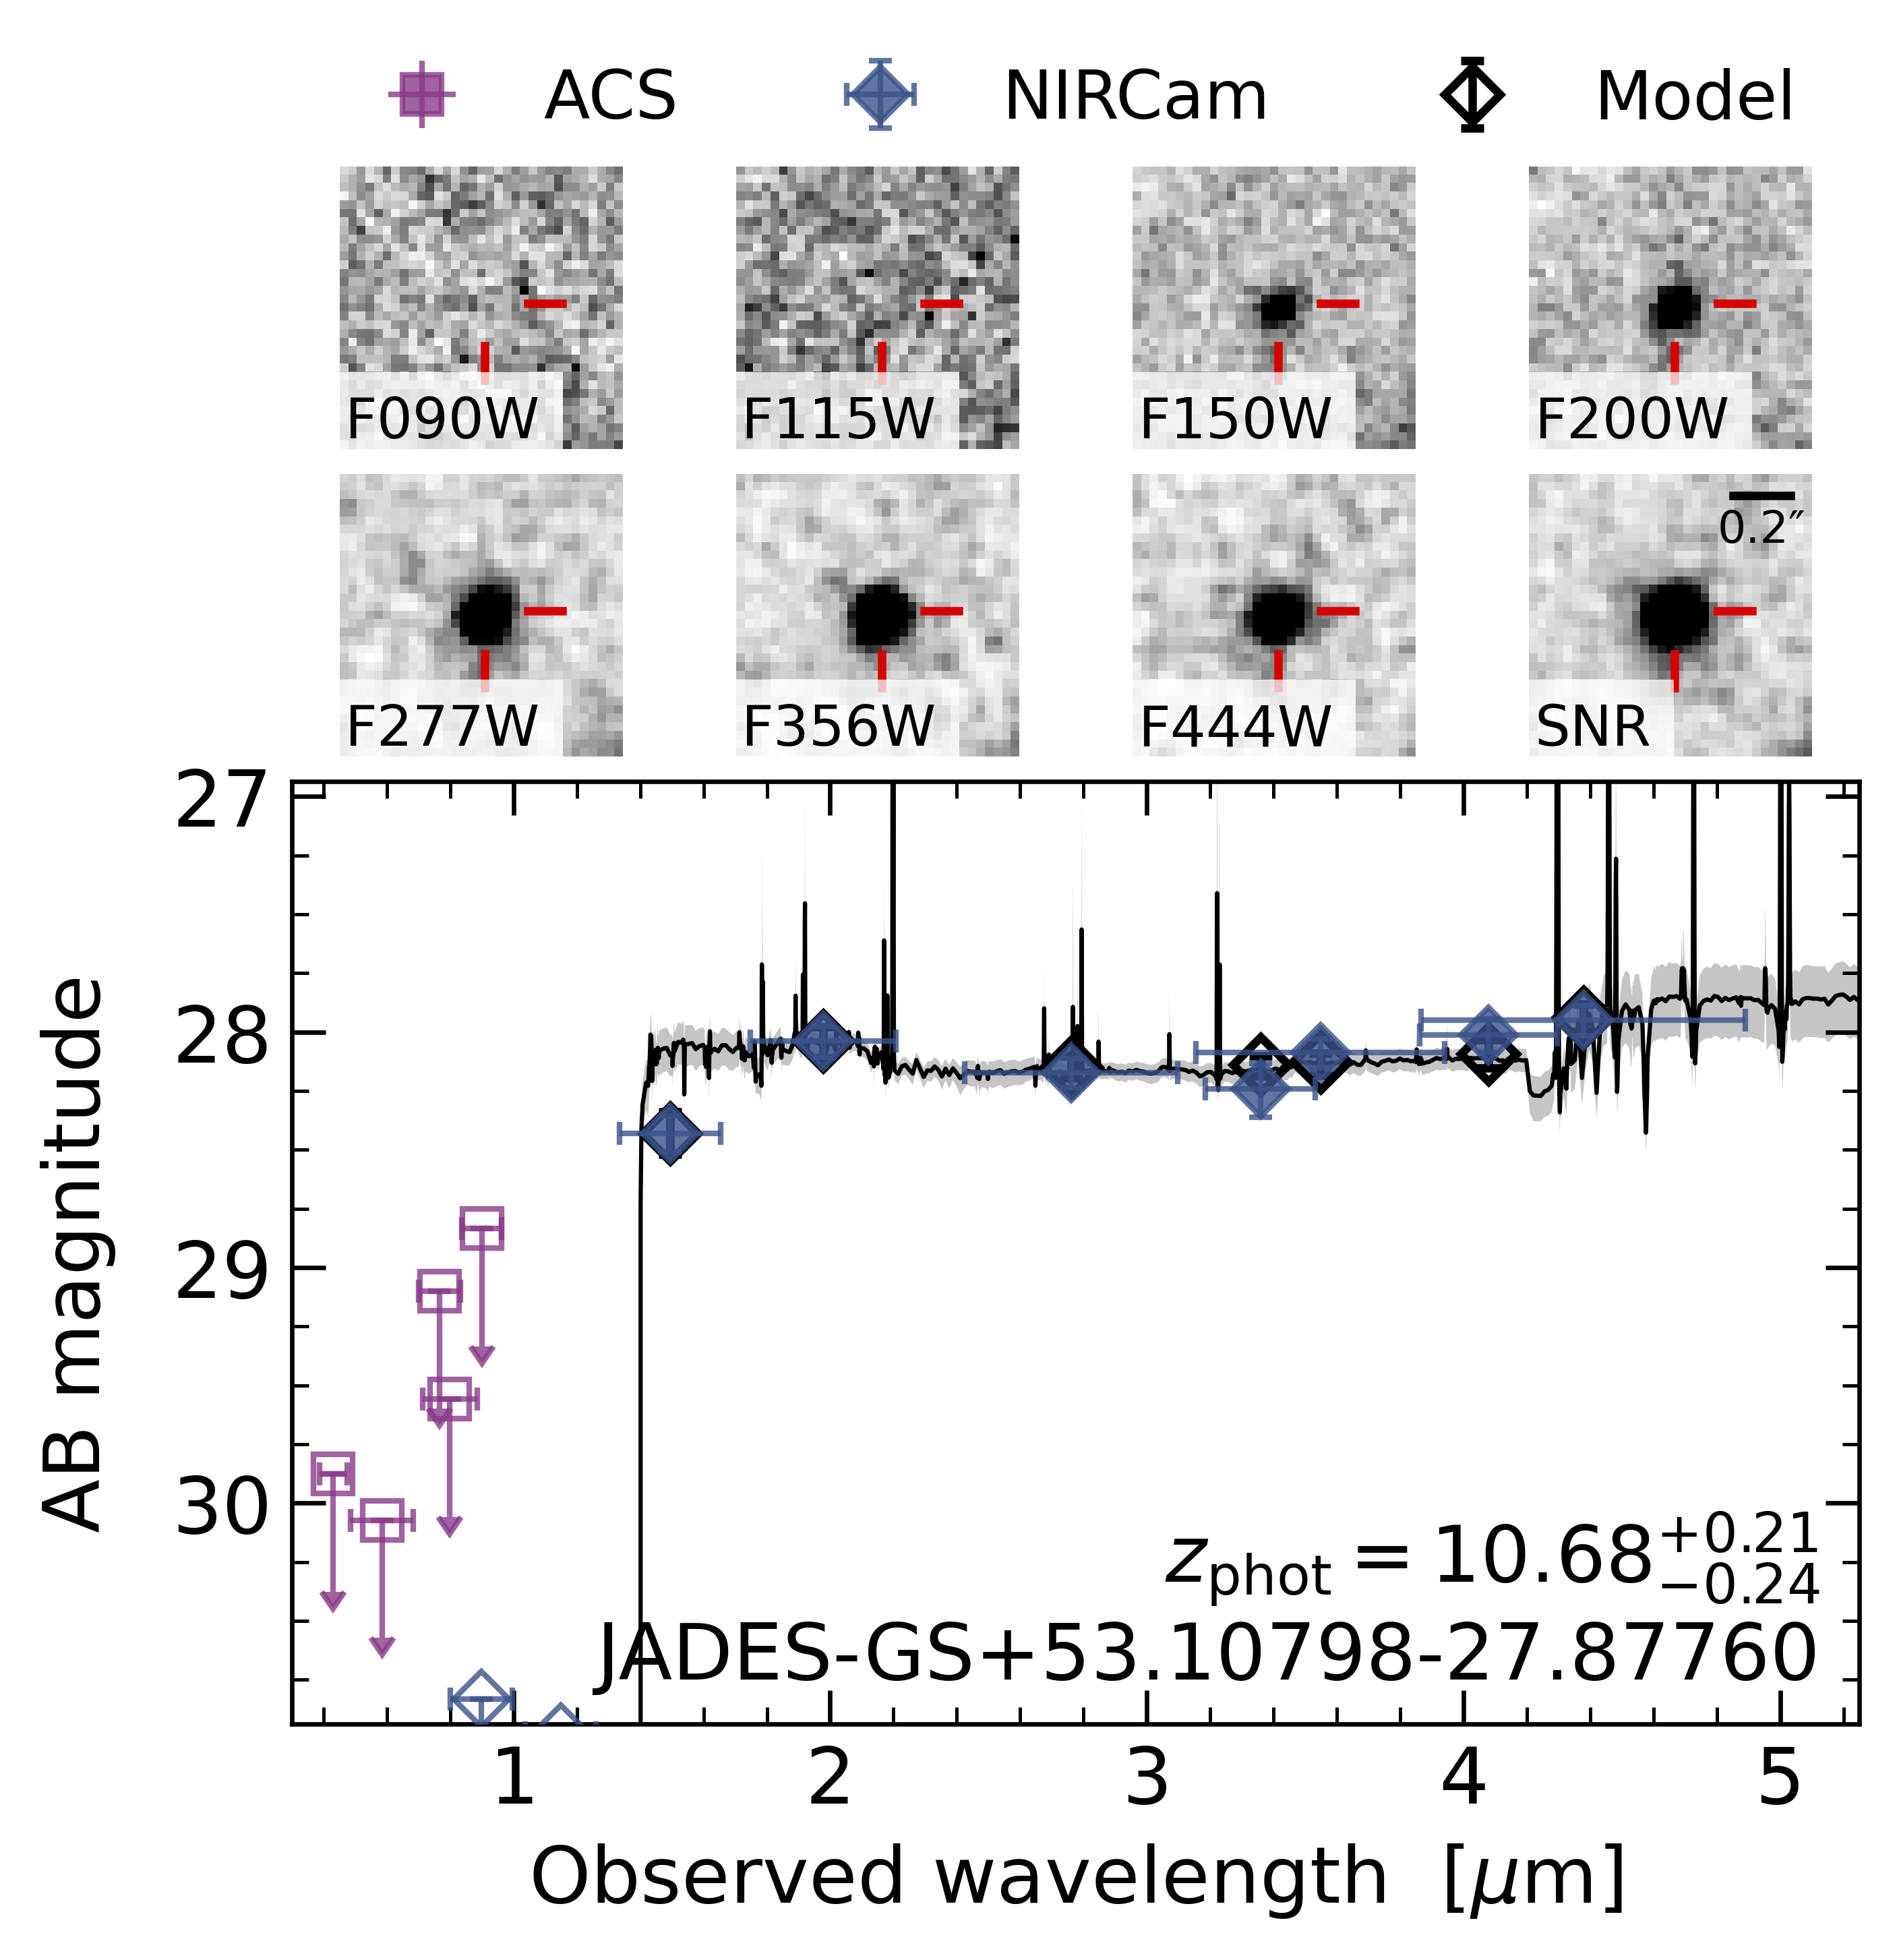 ACS NIRCam Model
F090W F115W F150W F200W
0.2″
F277W F356W F444W SNR
27
28
29
30
AB magnitude
z_phot = 10.68 +0.21 −0.24
JADES-GS+53.10798-27.87760
1 2 3 4 5
Observed wavelength [μm]